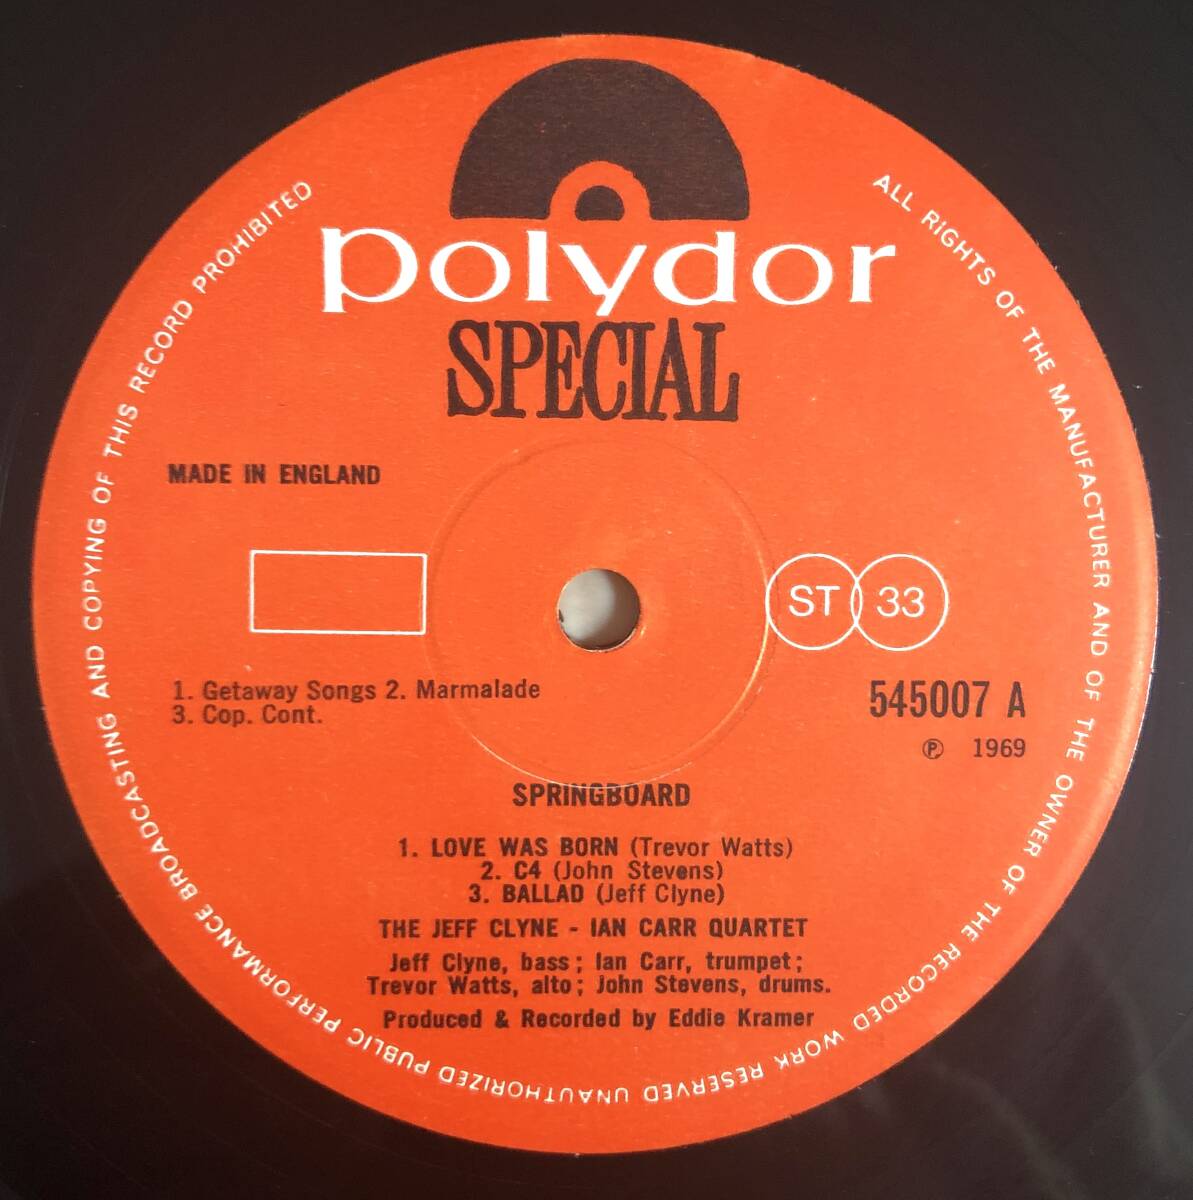 polydor
SPECIAL
MADE IN ENGLAND
ST 33
1. Getaway Songs 2. Marmalade
3. Cop. Cont.
545007 A
℗ 1969
SPRINGBOARD
1. LOVE WAS BORN (Trevor Watts)
2. C4 (John Stevens)
3. BALLAD (Jeff Clyne)
THE JEFF CLYNE - IAN CARR QUARTET
Jeff Clyne, bass; Ian Carr, trumpet;
Trevor Watts, alto; John Stevens, drums.
Produced & Recorded by Eddie Kramer
ALL RIGHTS OF THE MANUFACTURER AND OF THE OWNER OF THE RECORDED WORK RESERVED UNAUTHORIZED PUBLIC PERFORMANCE BROADCASTING AND COPYING OF THIS RECORD PROHIBITED